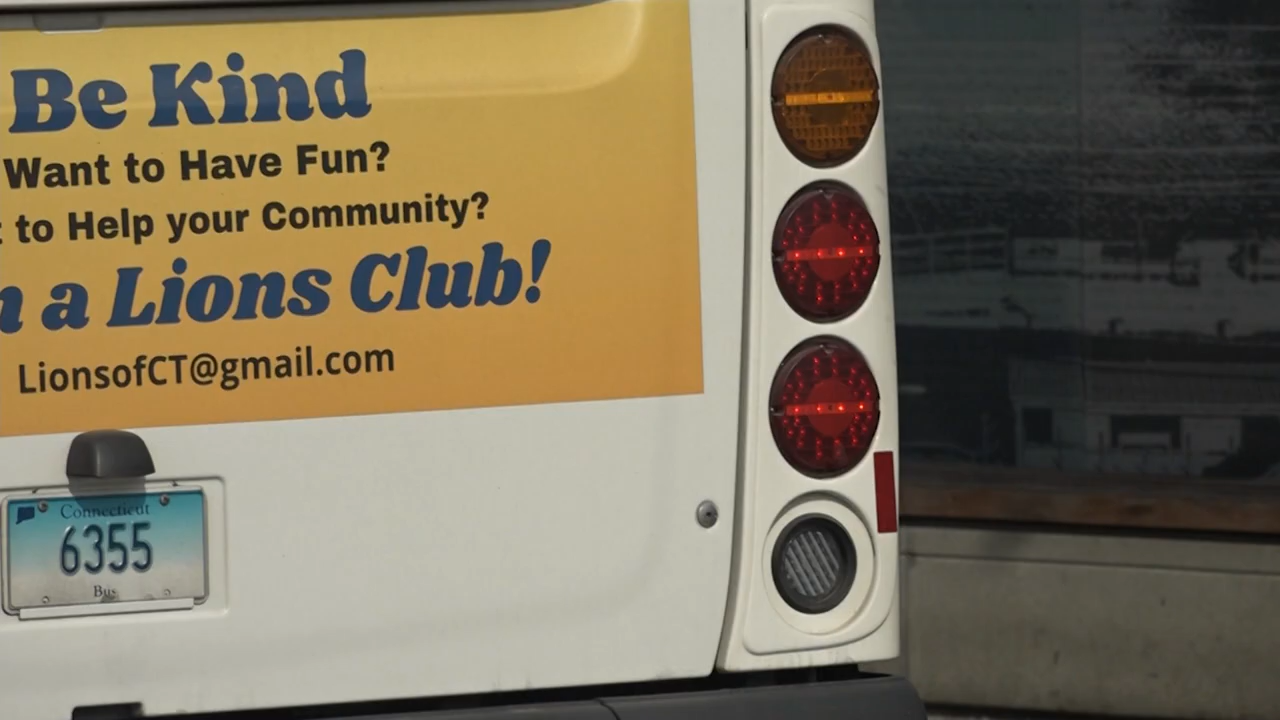 Be Kind
Want to Have Fun?
to Help your Community?
a Lions Club!
LionsofCT@gmail.com
Connecticut
6355
Bus